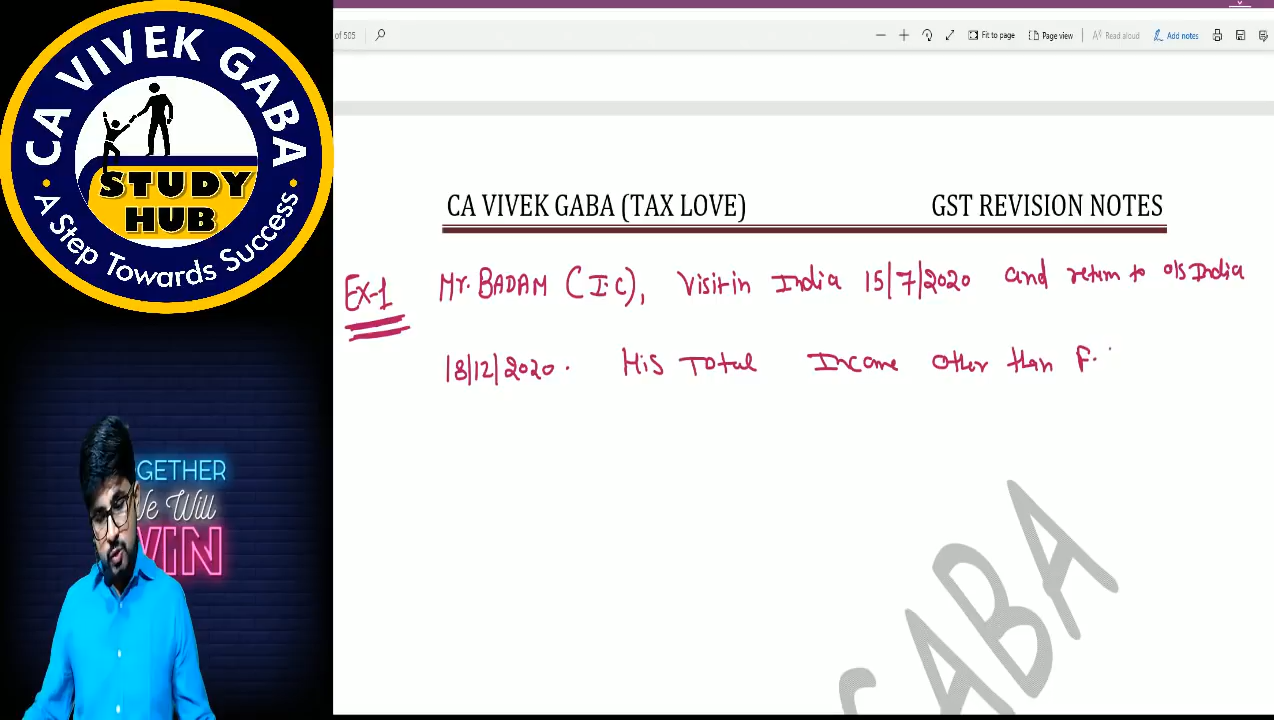 of 505
Fit to page
Page view
Read aloud
Add notes
CA VIVEK GABA
STUDY
HUB
A Step Towards Success
CA VIVEK GABA (TAX LOVE) GST REVISION NOTES
EX-1 Mr. BADAM (I.C), Visit in India 15/7/2020 and return to o/s India
18/12/2020. His Total Income other than F.
GETHER
We Will
WIN
GABA